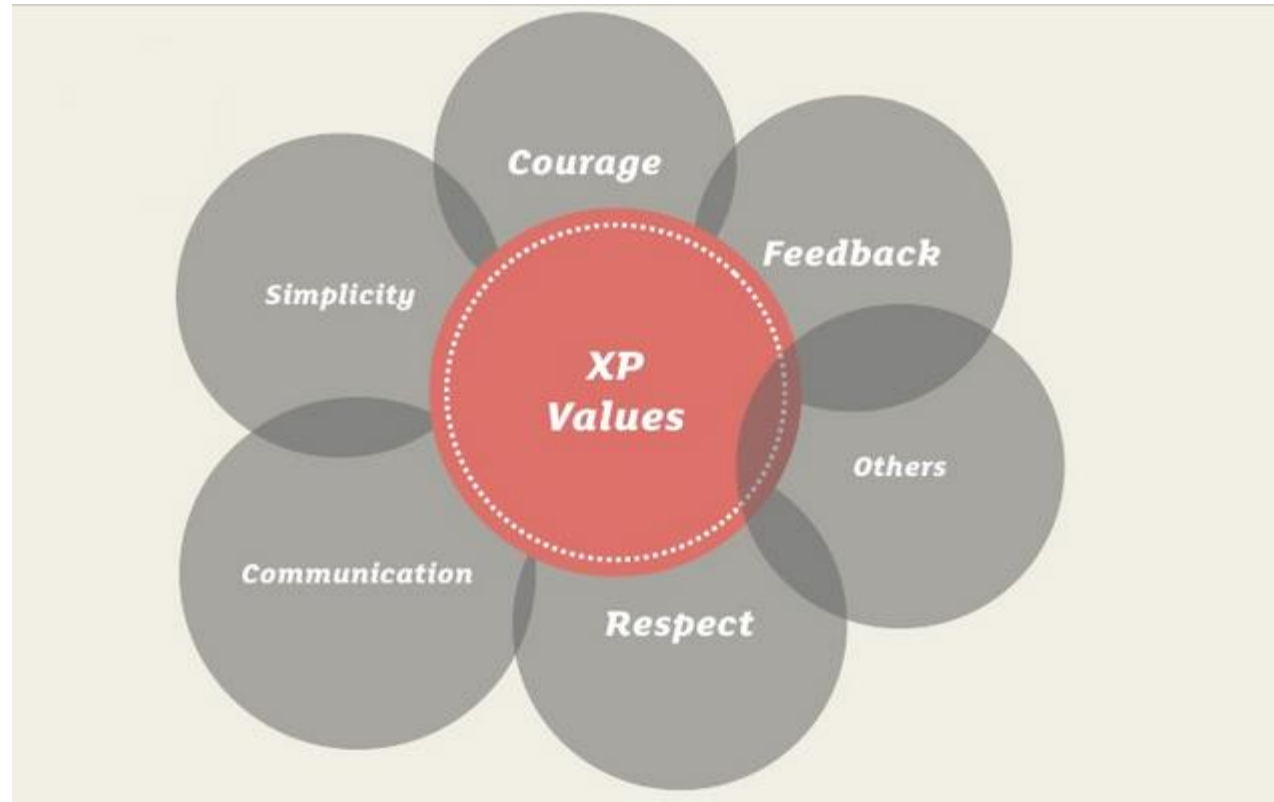 Courage
Feedback
Simplicity
XP
Values
Others
Communication
Respect